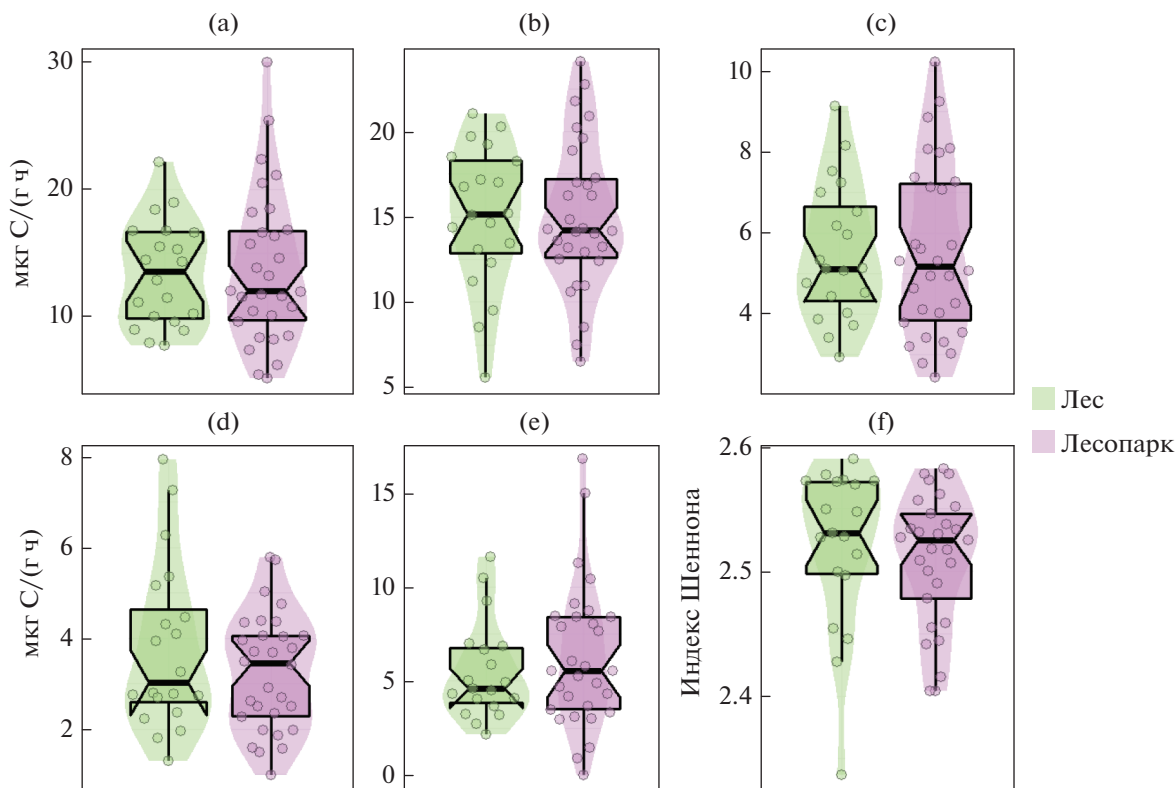 (a)
(b)
(c)
мкг C/(г ч)
30
20
10
20
15
10
5
10
8
6
4
Лес
Лесопарк
(d)
(e)
(f)
мкг C/(г ч)
8
6
4
2
15
10
5
0
Индекс Шеннона
2.6
2.5
2.4